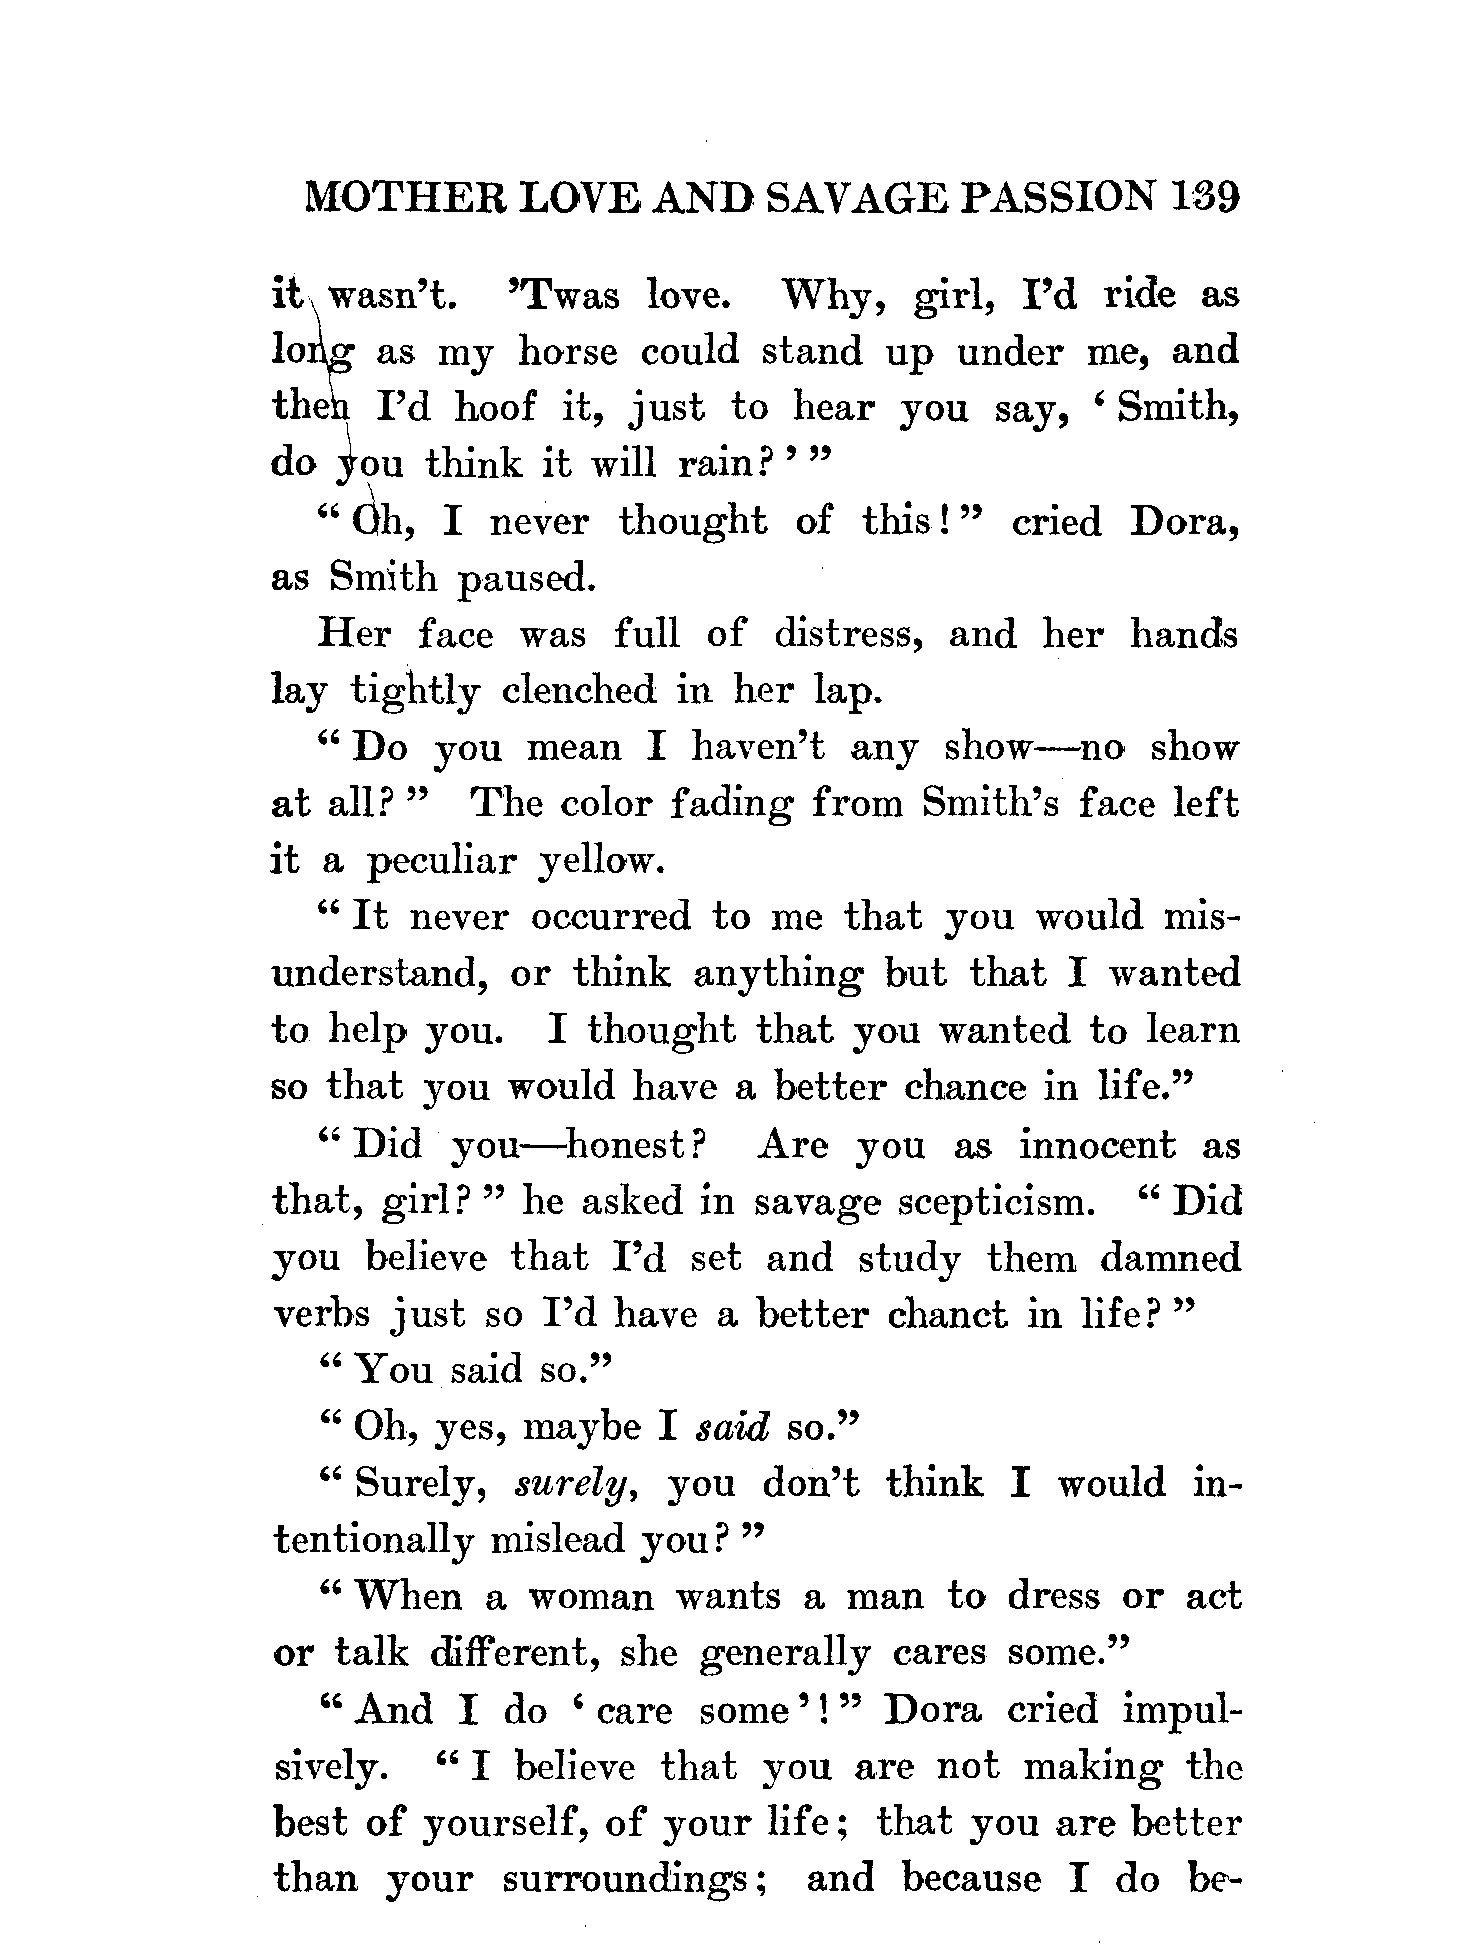 MOTHER LOVE AND SAVAGE PASSION 139
it wasn't. 'Twas love. Why, girl, I'd ride as
long as my horse could stand up under me, and
then I'd hoof it, just to hear you say, ‘ Smith,
do you think it will rain? ’ ”
“ Oh, I never thought of this! ” cried Dora,
as Smith paused.
Her face was full of distress, and her hands
lay tightly clenched in her lap.
“ Do you mean I haven't any show—no show
at all? ” The color fading from Smith's face left
it a peculiar yellow.
“ It never occurred to me that you would mis-
understand, or think anything but that I wanted
to help you. I thought that you wanted to learn
so that you would have a better chance in life.”
“ Did you—honest? Are you as innocent as
that, girl? ” he asked in savage scepticism. “ Did
you believe that I'd set and study them damned
verbs just so I'd have a better chanct in life? ”
“ You said so.”
“ Oh, yes, maybe I said so.”
“ Surely, surely, you don't think I would in-
tentionally mislead you? ”
“ When a woman wants a man to dress or act
or talk different, she generally cares some.”
“ And I do ‘ care some ’! ” Dora cried impul-
sively. “ I believe that you are not making the
best of yourself, of your life; that you are better
than your surroundings; and because I do be-